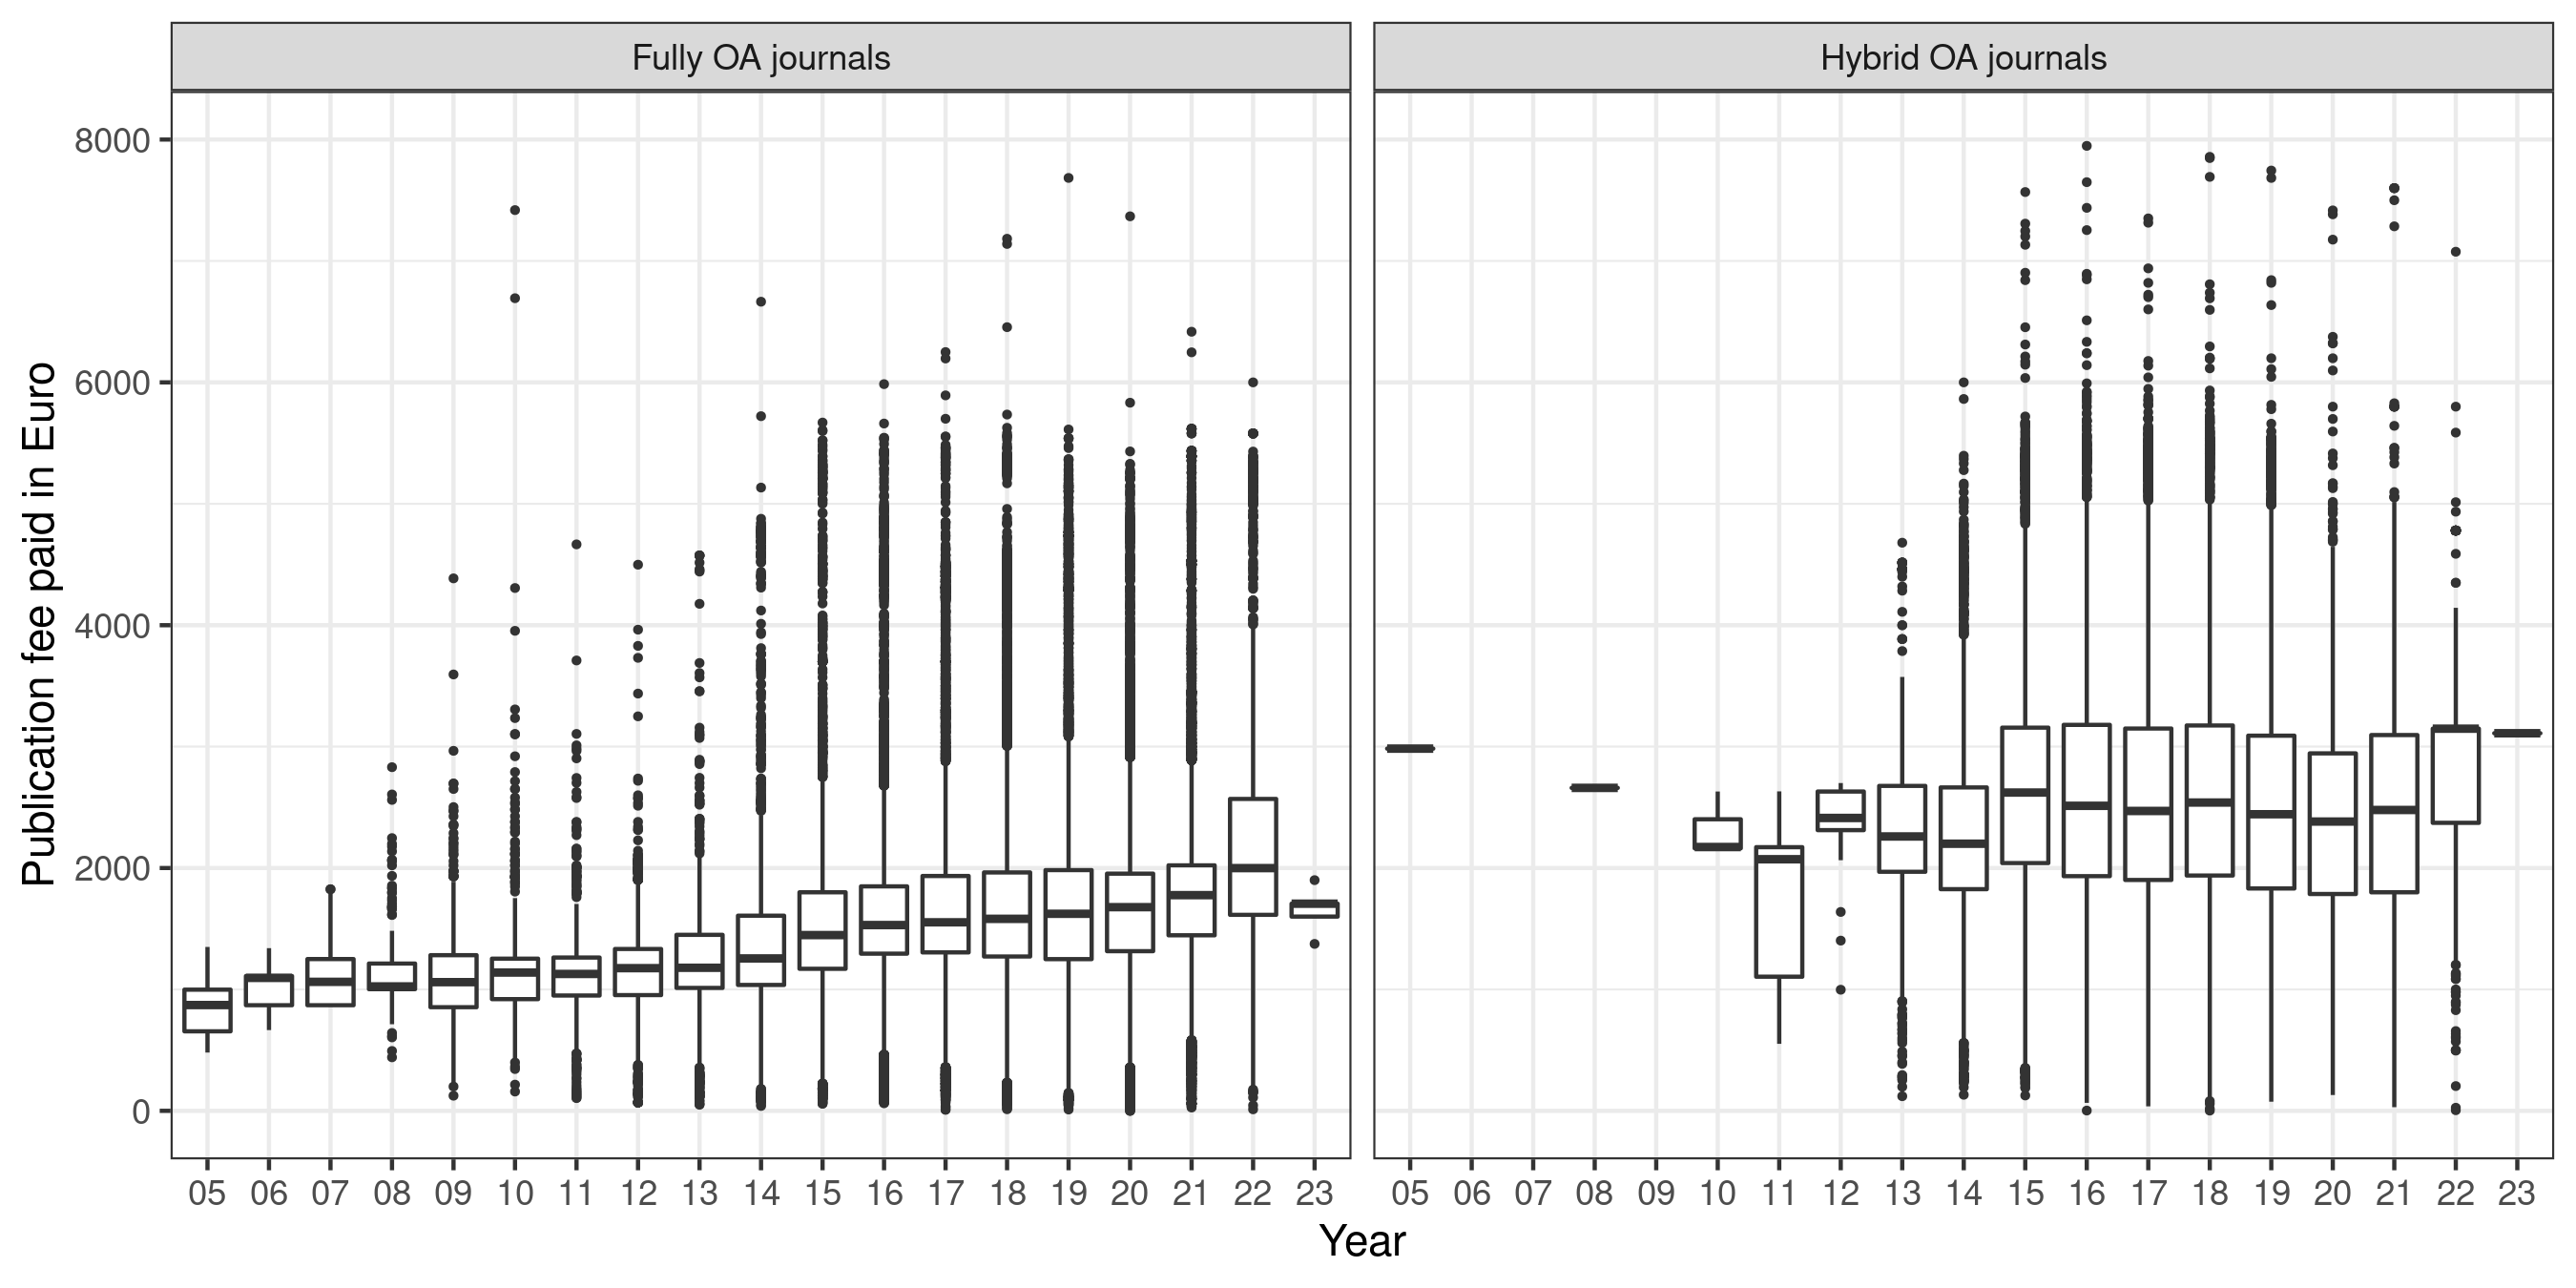 Fully OA journals
Hybrid OA journals
Publication fee paid in Euro
8000
6000
4000
2000
0
05 06 07 08 09 10 11 12 13 14 15 16 17 18 19 20 21 22 23
05 06 07 08 09 10 11 12 13 14 15 16 17 18 19 20 21 22 23
Year